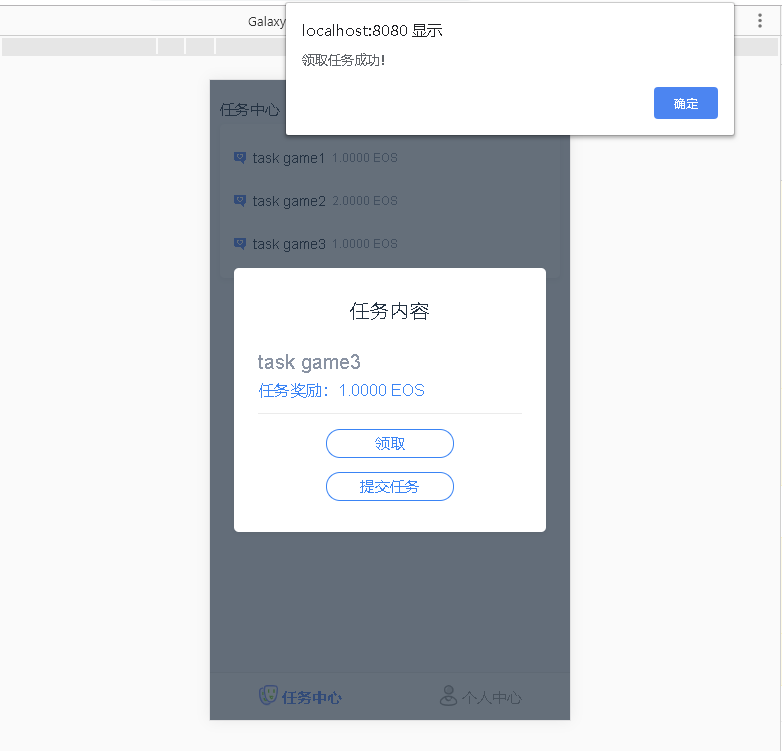 Galaxy
localhost:8080 显示
领取任务成功!
确定
任务中心
task game1 1.0000 EOS
task game2 2.0000 EOS
task game3 1.0000 EOS
任务内容
task game3
任务奖励：1.0000 EOS
领取
提交任务
任务中心 个人中心